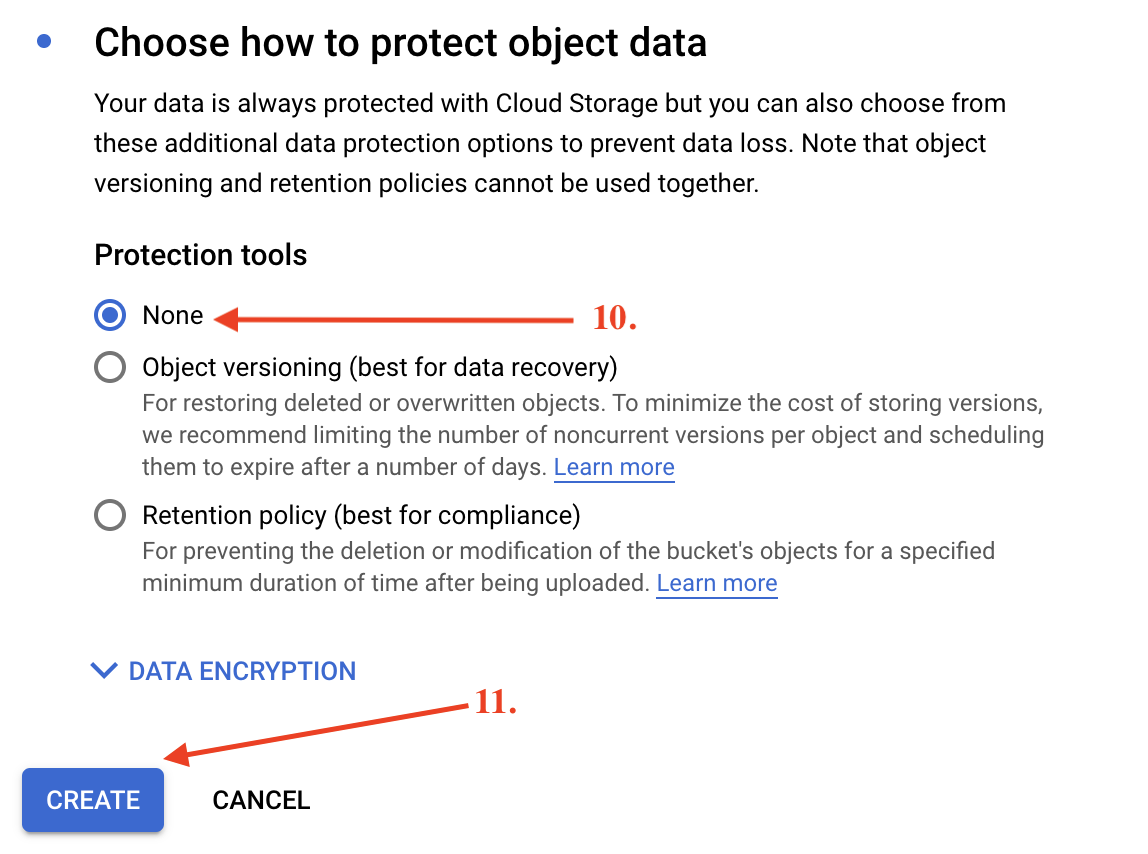 Choose how to protect object data
Your data is always protected with Cloud Storage but you can also choose from
these additional data protection options to prevent data loss. Note that object
versioning and retention policies cannot be used together.
Protection tools
None
10.
Object versioning (best for data recovery)
For restoring deleted or overwritten objects. To minimize the cost of storing versions,
we recommend limiting the number of noncurrent versions per object and scheduling
them to expire after a number of days. Learn more
Retention policy (best for compliance)
For preventing the deletion or modification of the bucket's objects for a specified
minimum duration of time after being uploaded. Learn more
DATA ENCRYPTION
11.
CREATE
CANCEL